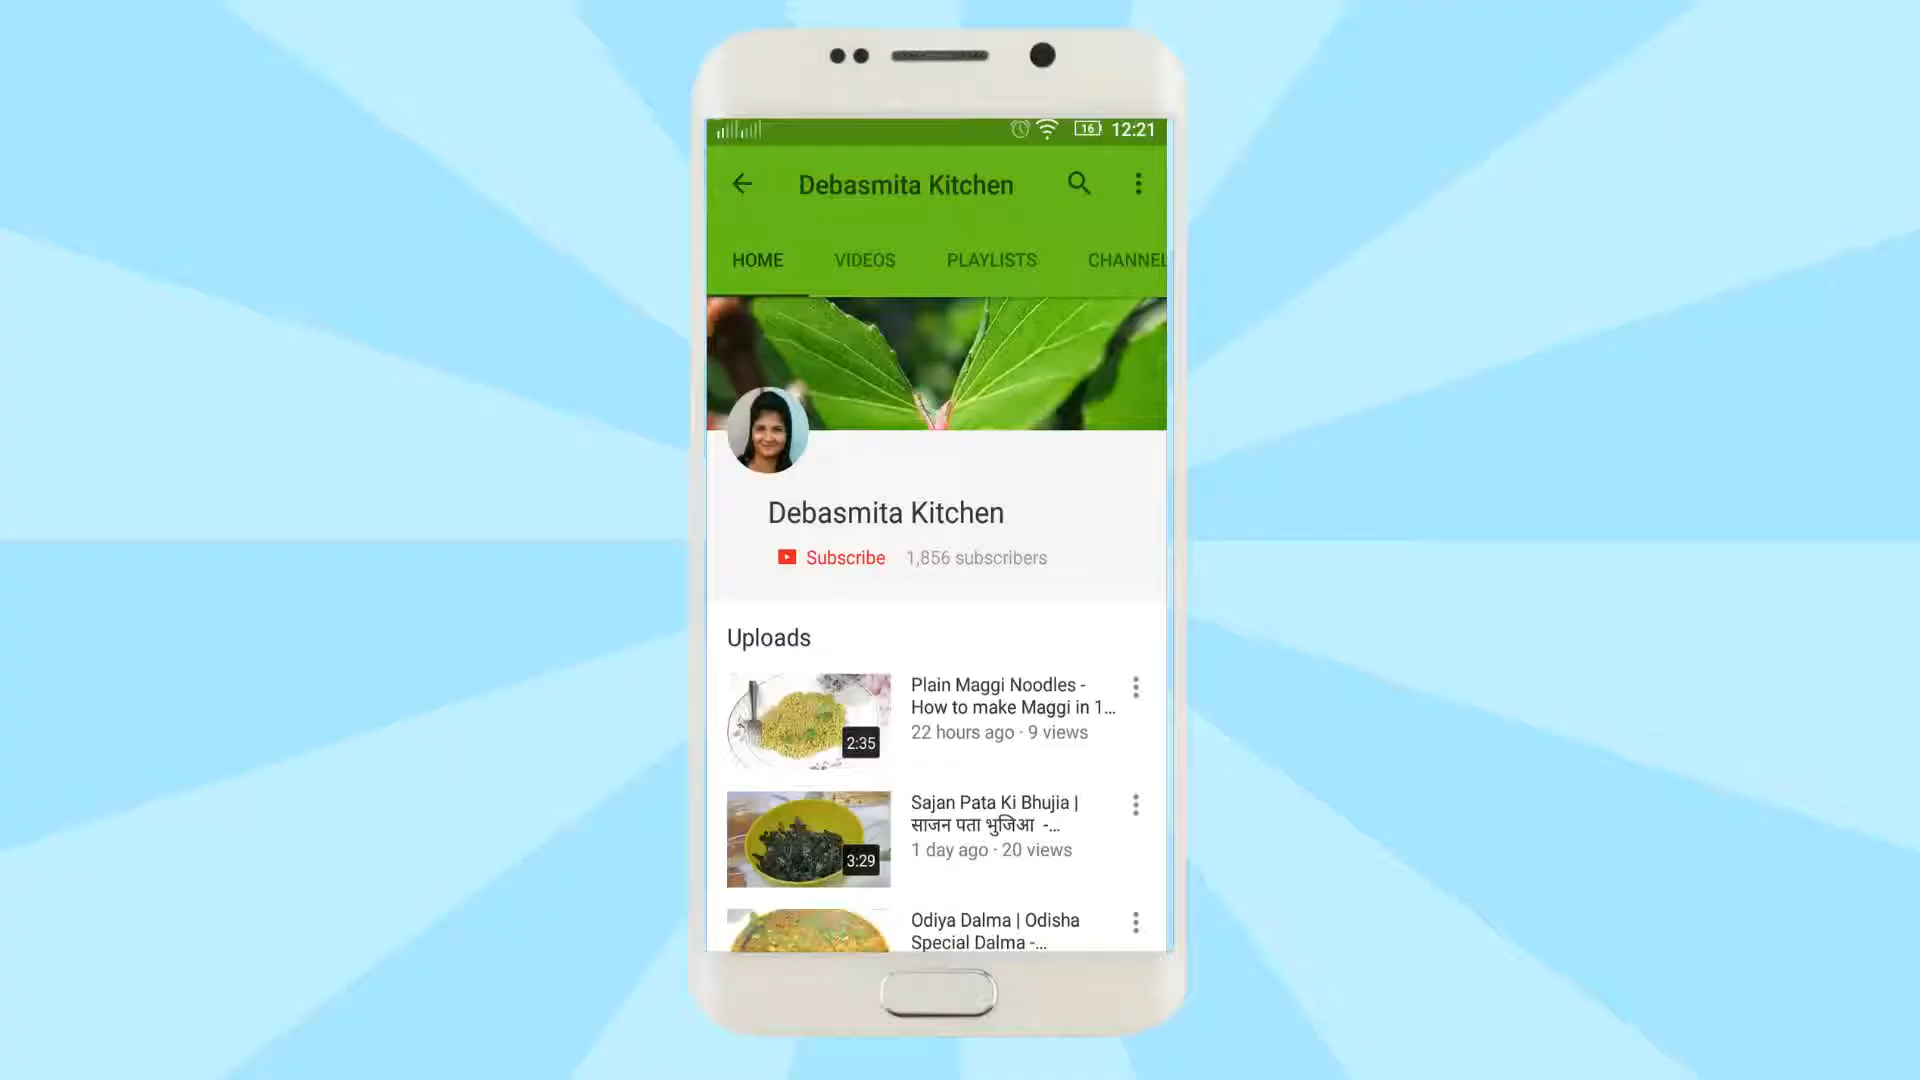 16 12:21
Debasmita Kitchen
HOME VIDEOS PLAYLISTS CHANNEL
Debasmita Kitchen
Subscribe 1,856 subscribers
Uploads
Plain Maggi Noodles -
How to make Maggi in 1...
22 hours ago · 9 views
2:35
Sajan Pata Ki Bhujia |
साजन पता भुजिआ -...
1 day ago · 20 views
3:29
Odiya Dalma | Odisha
Special Dalma -...